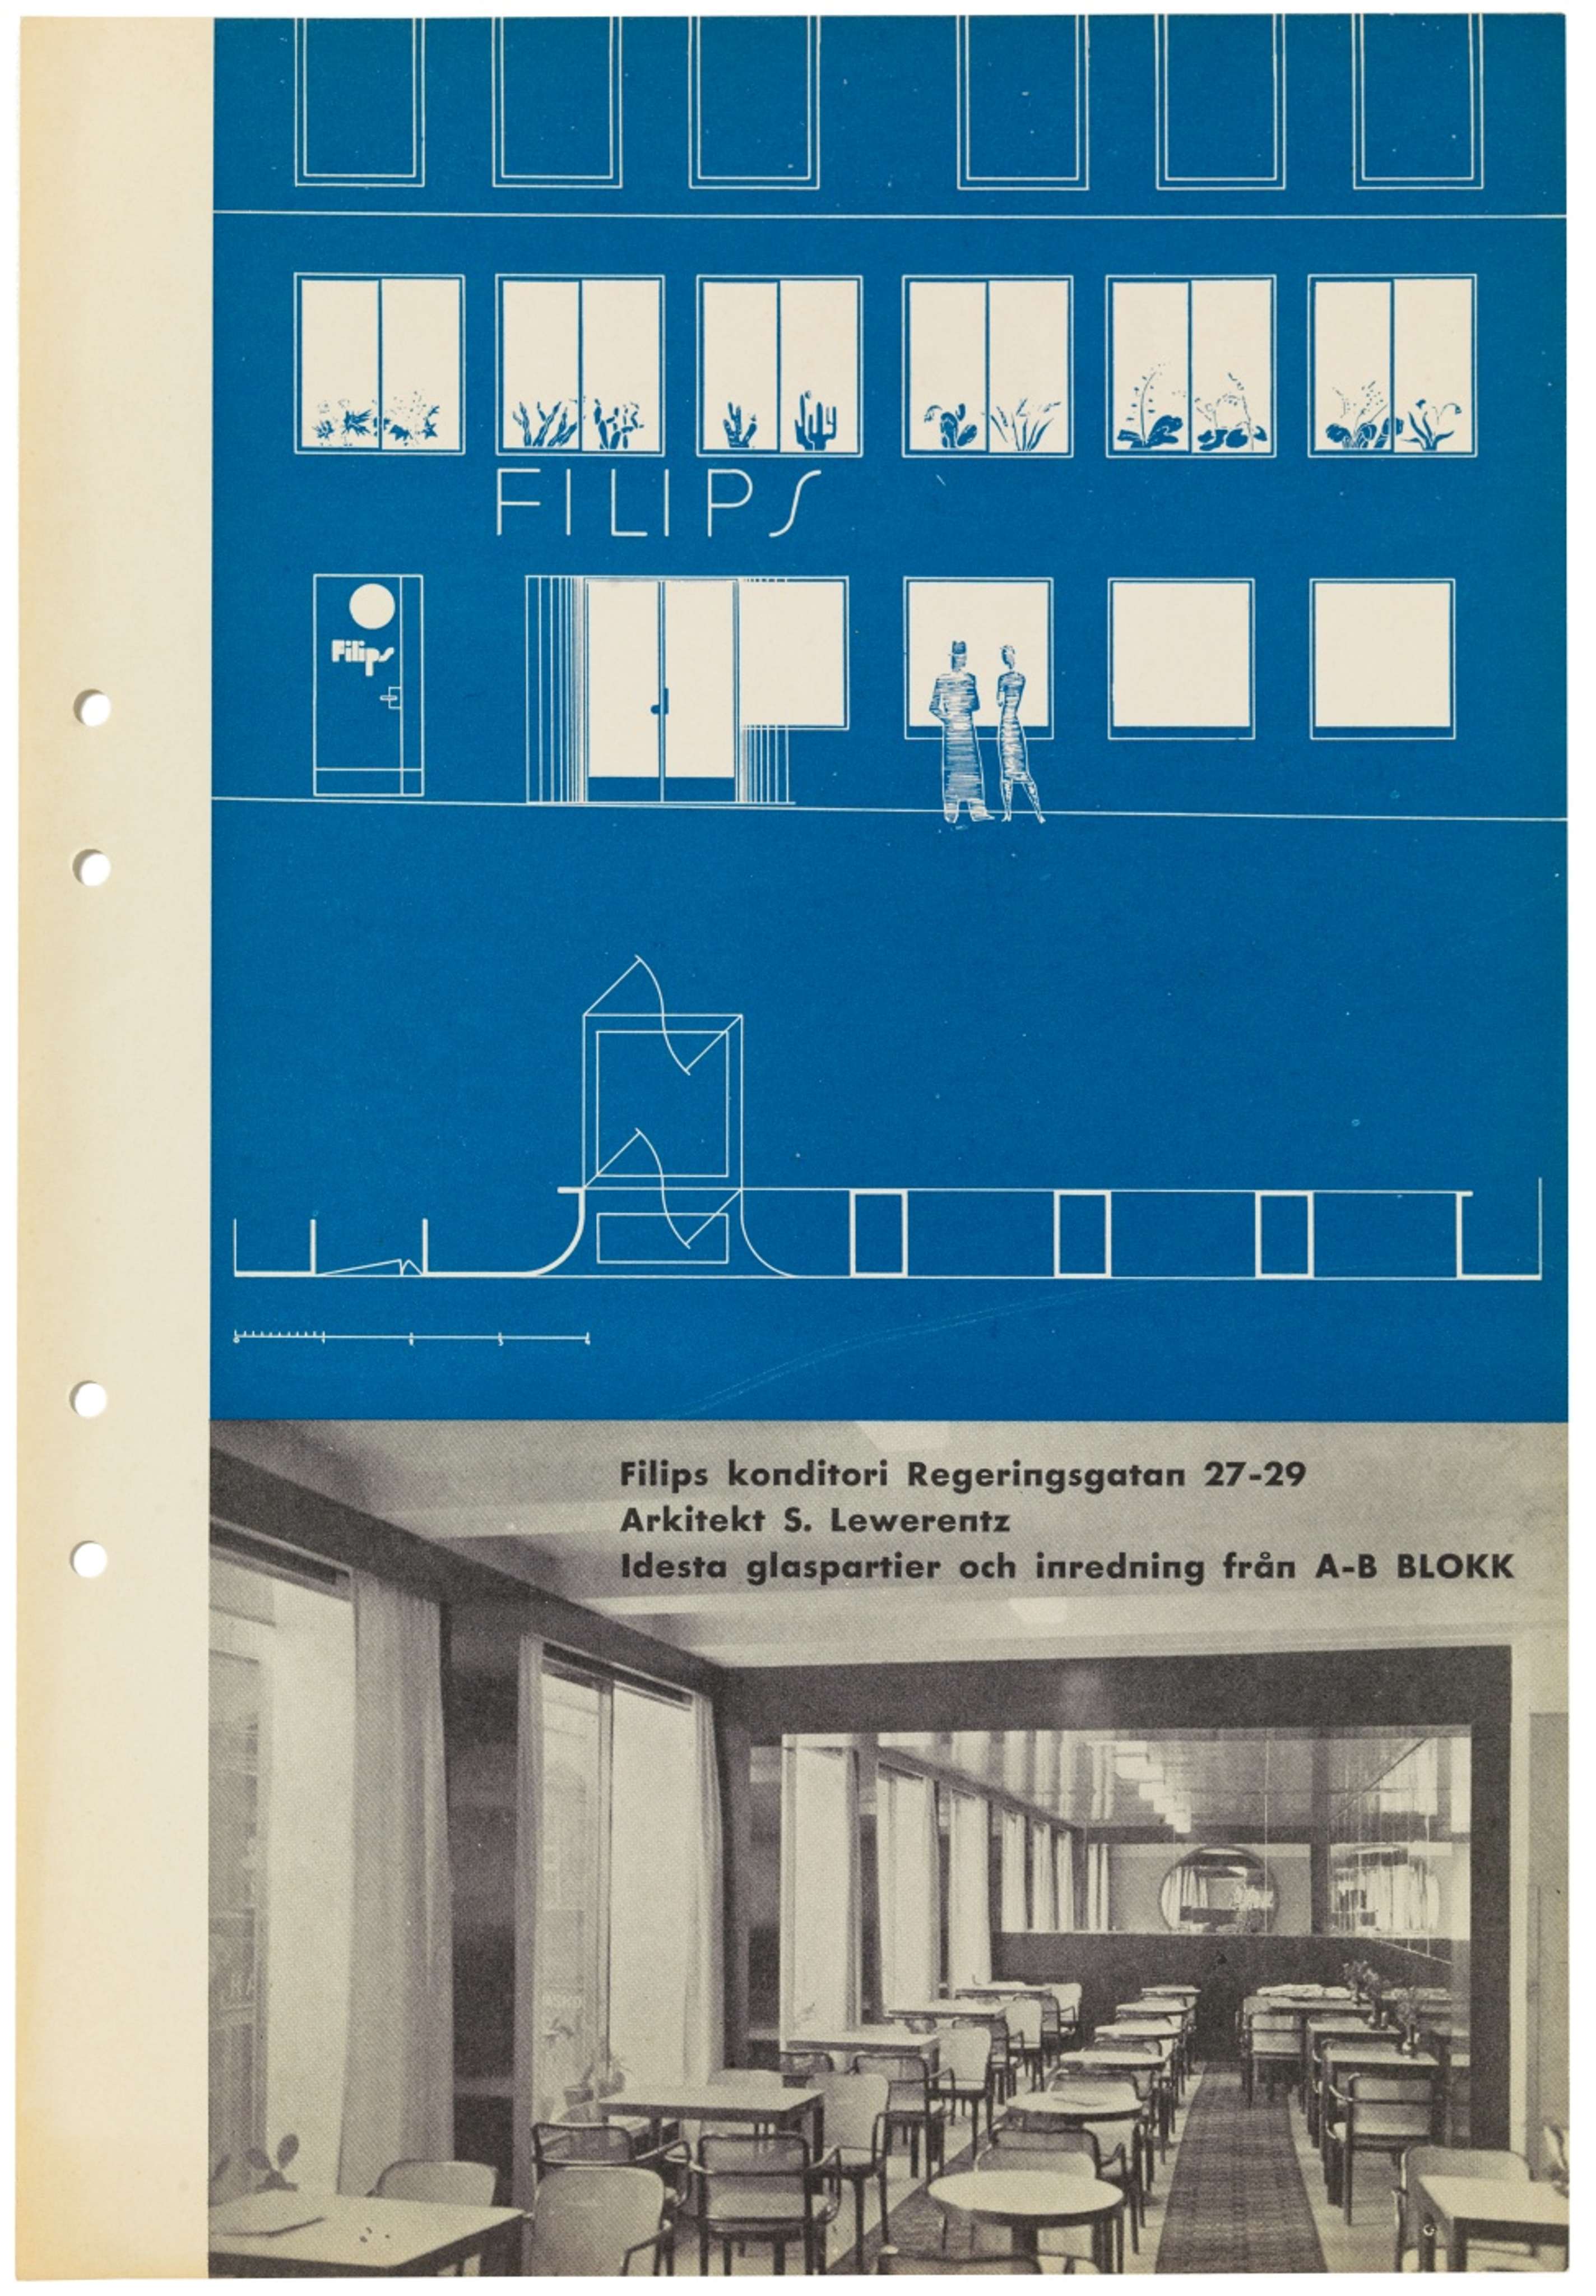 FILIPS
Filips
Filips konditori Regeringsgatan 27-29
Arkitekt S. Lewerentz
Idesta glaspartier och inredning från A-B BLOKK